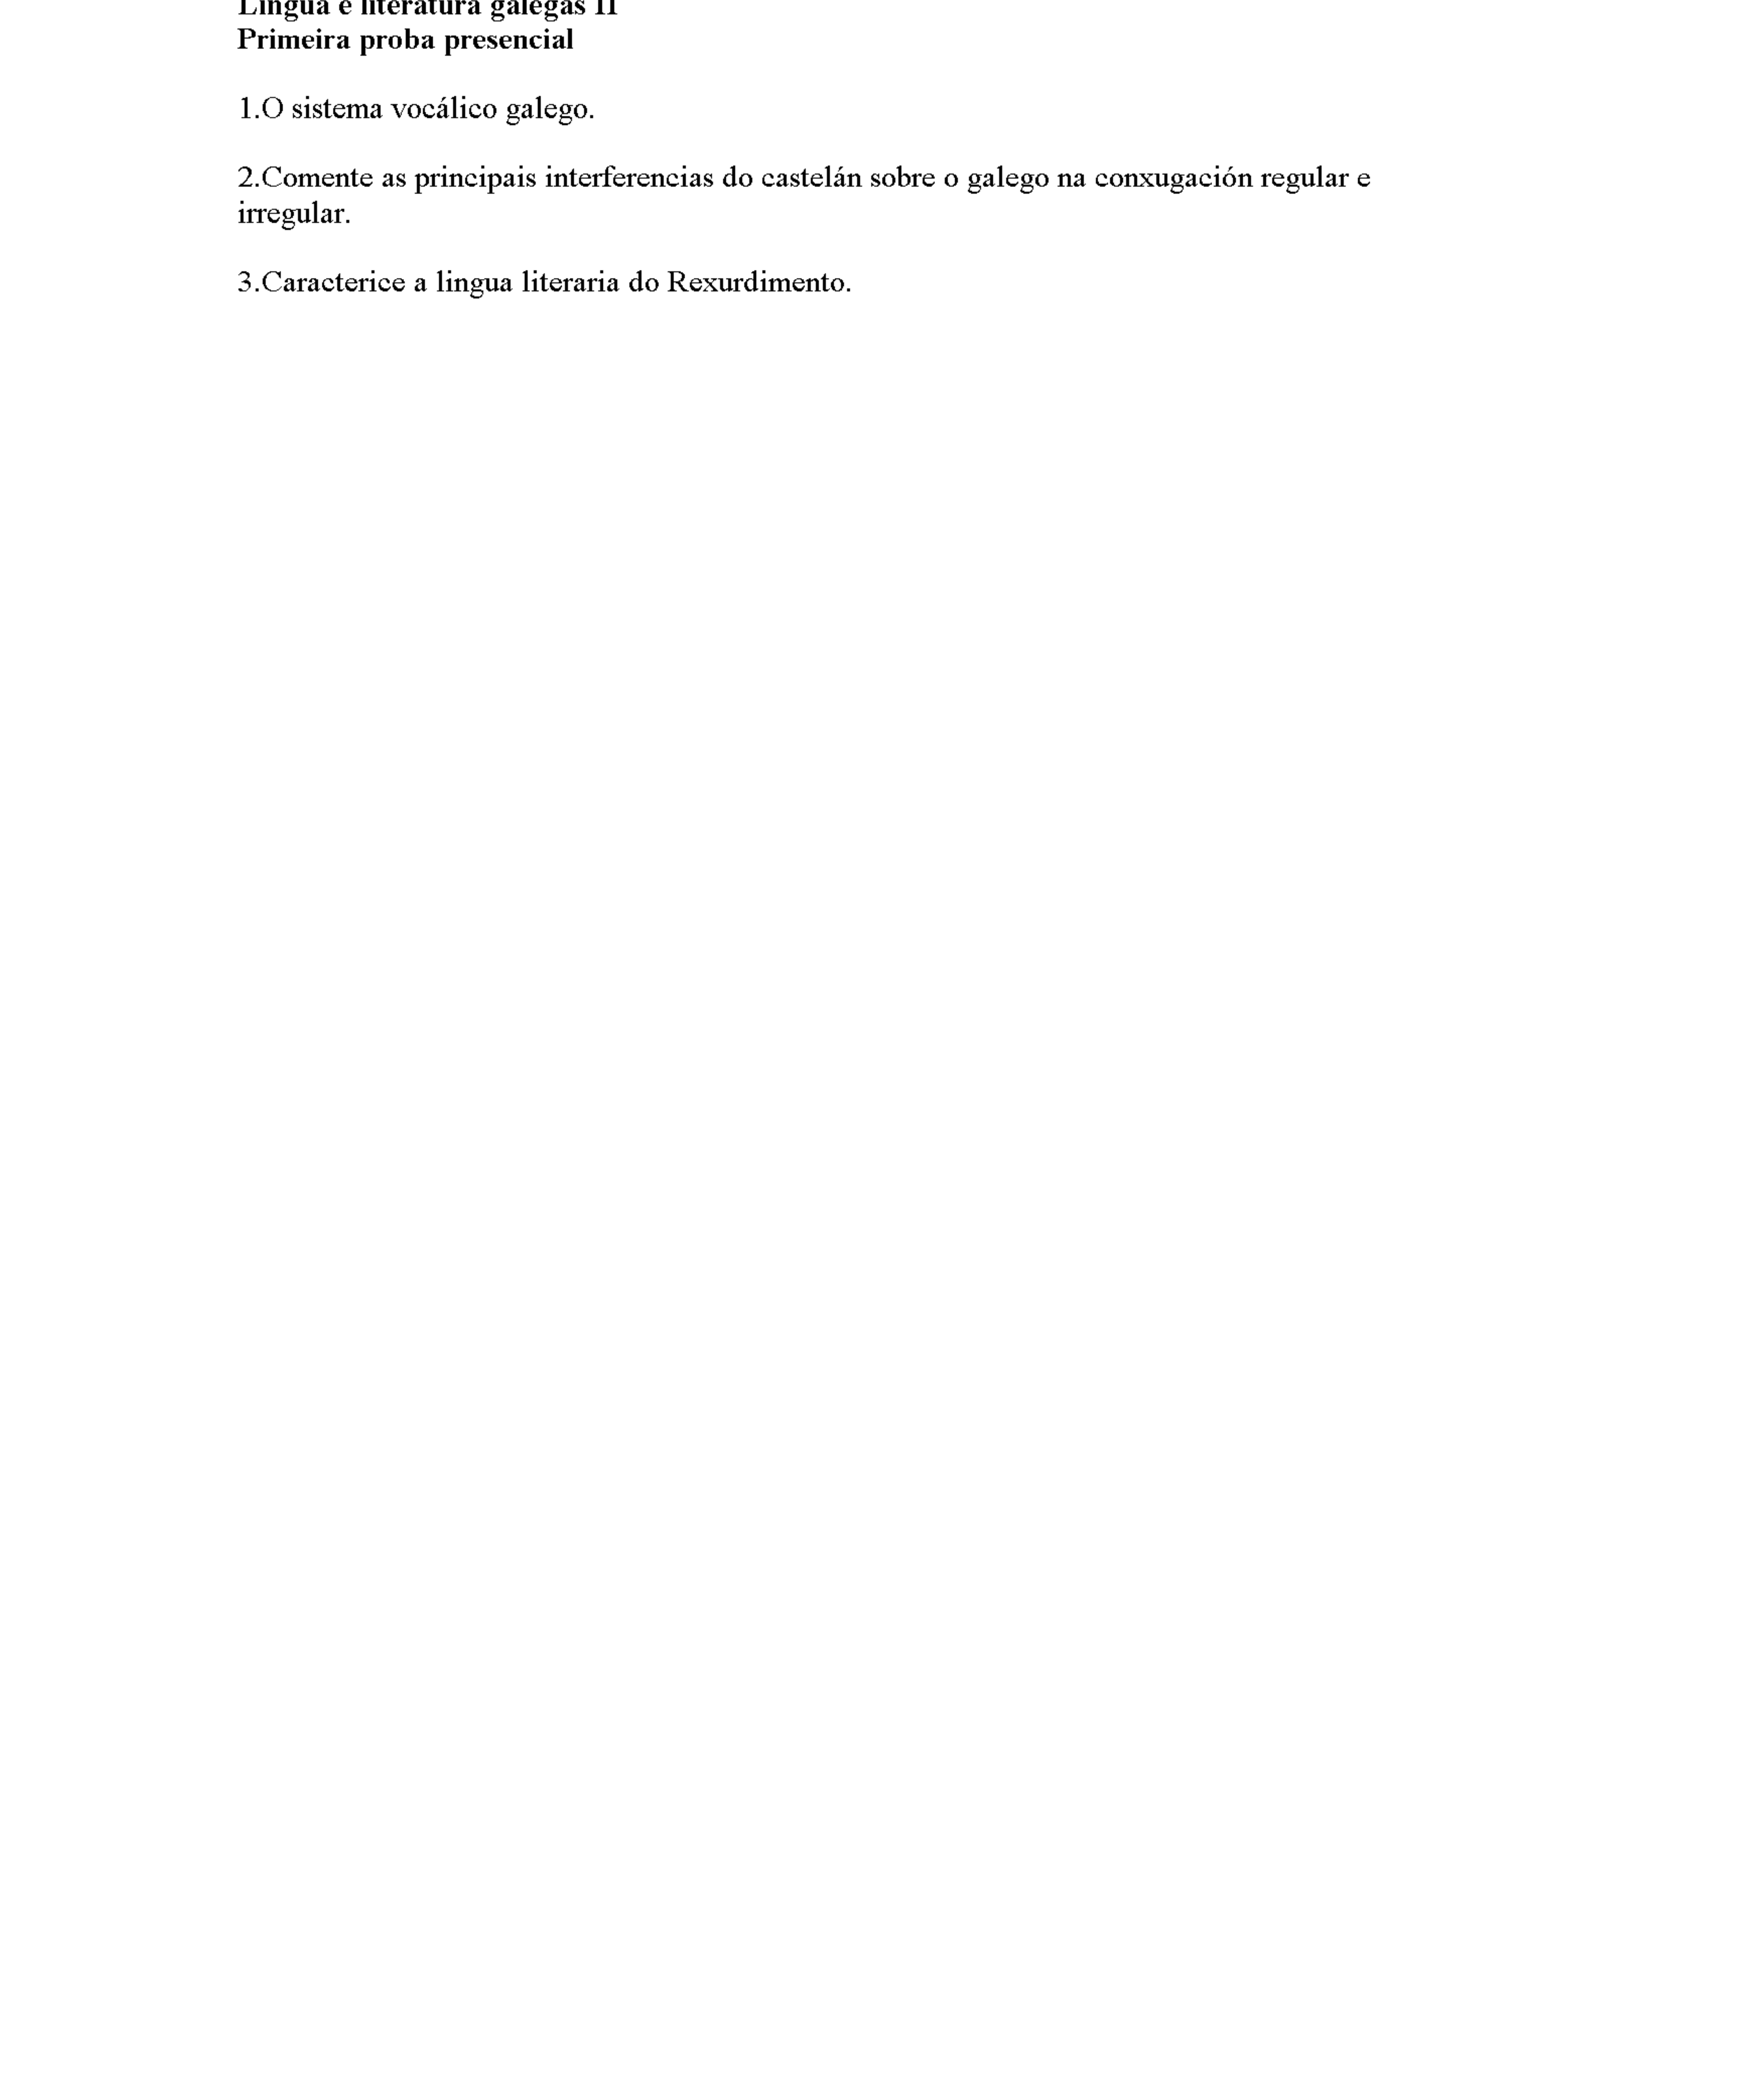 Lingua e literatura galegas II
Primeira proba presencial
1.O sistema vocálico galego.
2.Comente as principais interferencias do castelán sobre o galego na conxugación regular e
irregular.
3.Caracterice a lingua literaria do Rexurdimento.